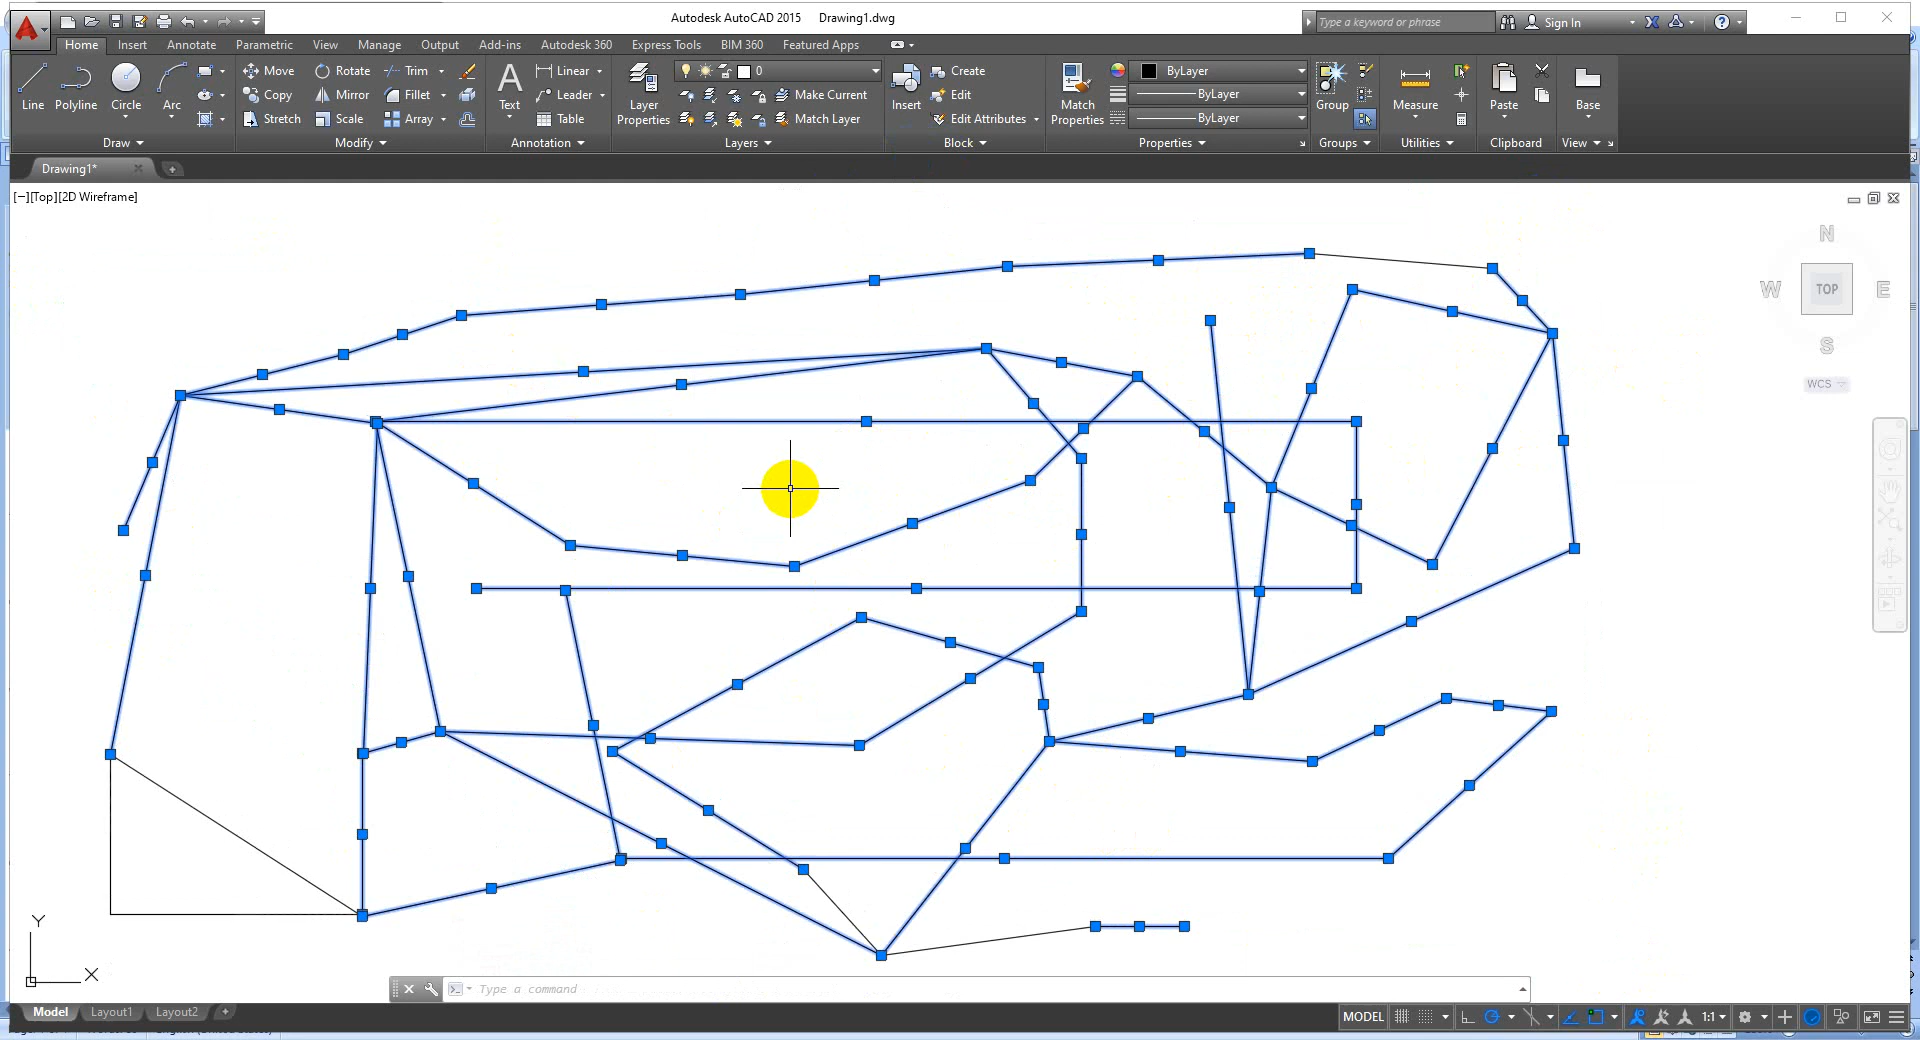 Autodesk AutoCAD 2015 Drawing1.dwg
Type a keyword or phrase
Sign In
Home Insert Annotate Parametric View Manage Output Add-ins Autodesk 360 Express Tools BIM 360 Featured Apps
Line Polyline Circle Arc
Move Rotate Trim
Copy Mirror Fillet
Stretch Scale Array
Text
Linear
Leader
Table
Layer Properties
0
Make Current
Match Layer
Insert
Create
Edit
Edit Attributes
Match Properties
ByLayer
ByLayer
ByLayer
Group
Measure
Paste
Base
Draw Modify Annotation Layers Block Properties Groups Utilities Clipboard View
Drawing1*
[−][Top][2D Wireframe]
N
W TOP E
S
WCS
Y
X
Type a command
Model Layout1 Layout2
MODEL
1:1